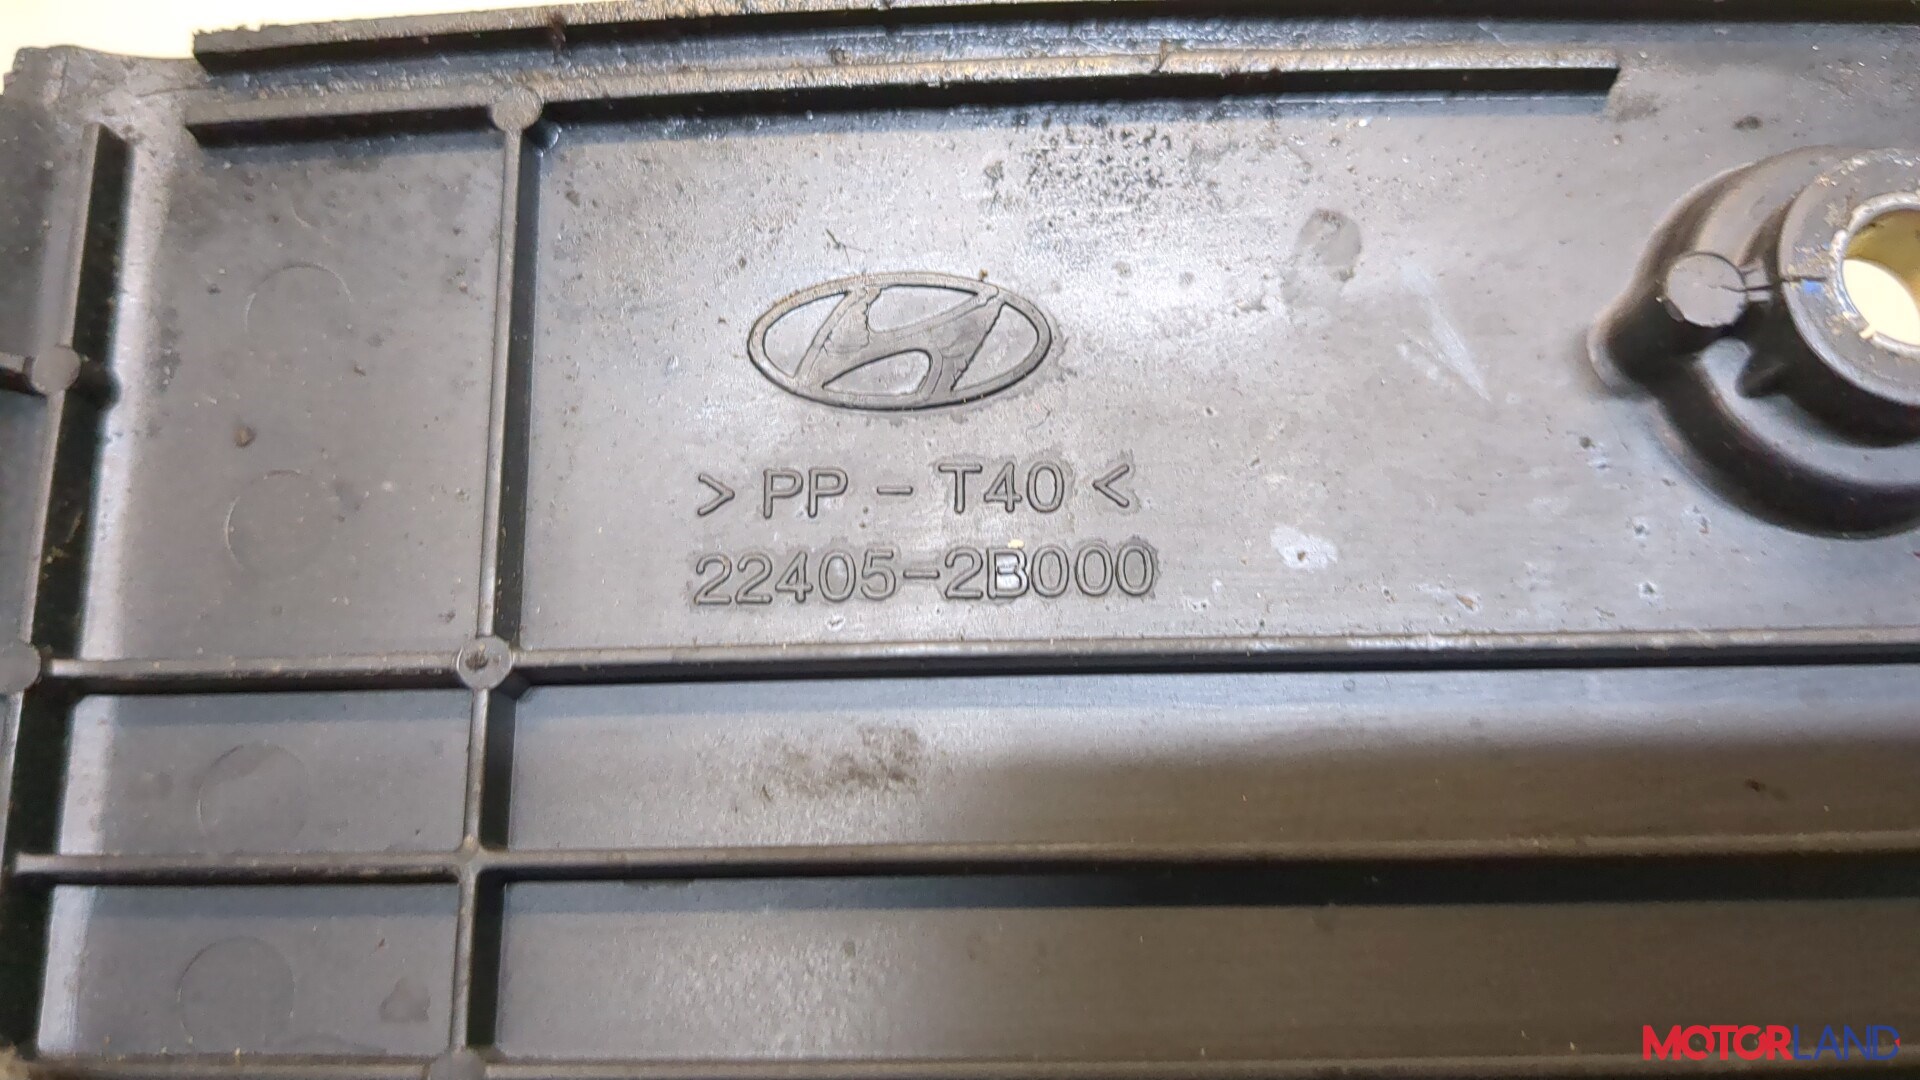 > PP - T40 <
22405-2B000
MOTORLAND